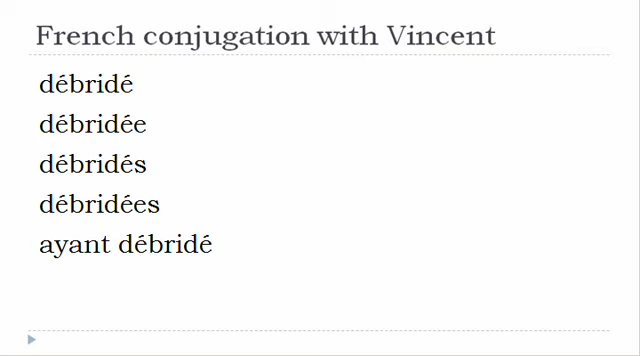 French conjugation with Vincent
débridé
débridée
débridés
débridées
ayant débridé